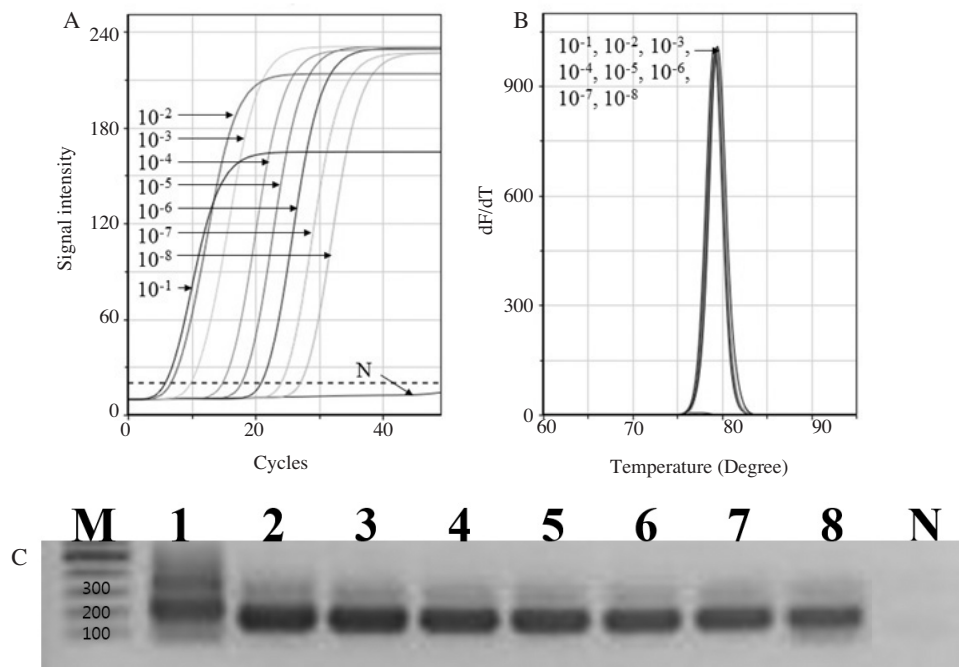 A
Signal intensity
240
180
120
60
0
10⁻²
10⁻³
10⁻⁴
10⁻⁵
10⁻⁶
10⁻⁷
10⁻⁸
10⁻¹
N
0 20 40
Cycles
B
dF/dT
900
600
300
0
10⁻¹, 10⁻², 10⁻³,
10⁻⁴, 10⁻⁵, 10⁻⁶,
10⁻⁷, 10⁻⁸
60 70 80 90
Temperature (Degree)
C
M 1 2 3 4 5 6 7 8 N
300
200
100